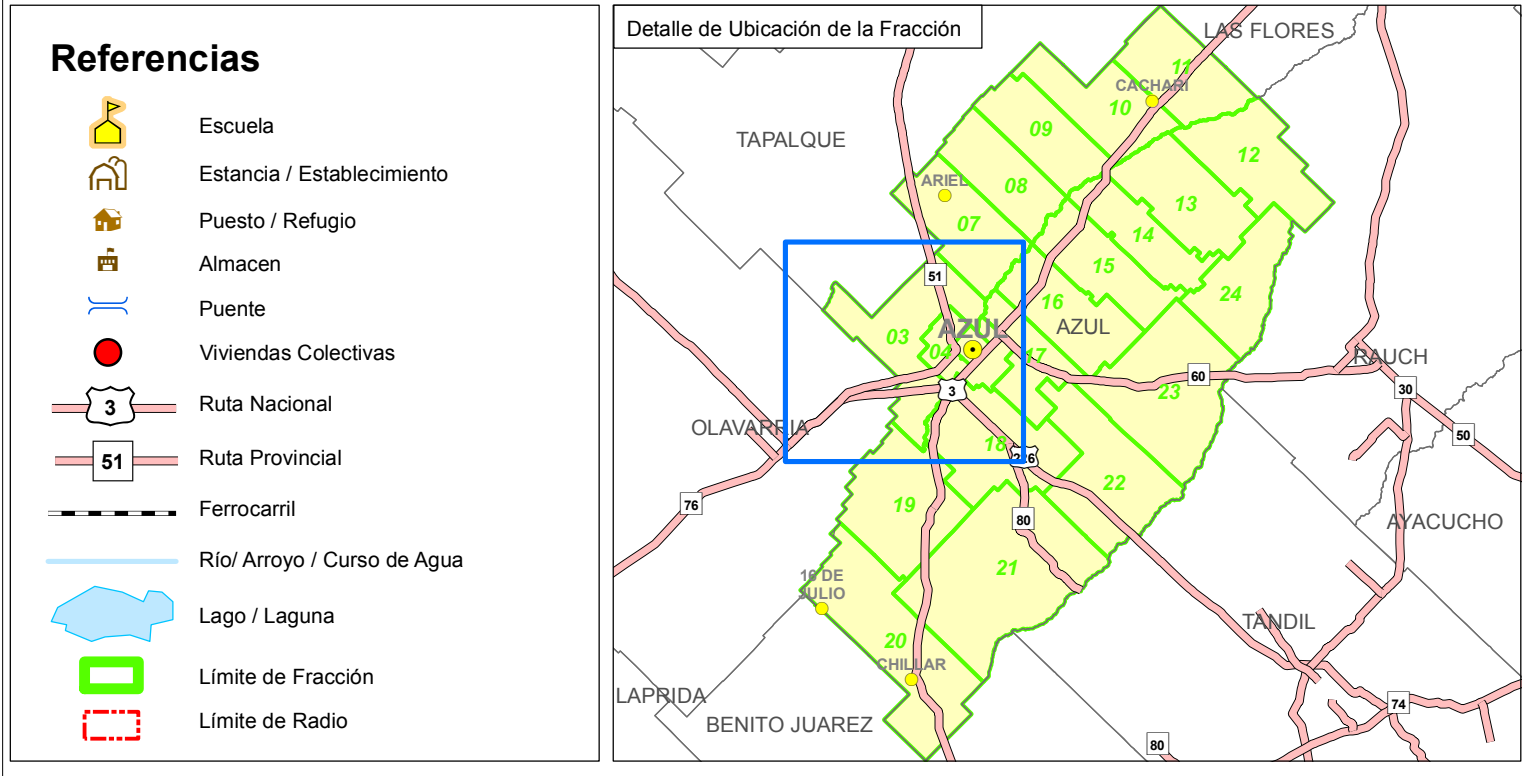 Referencias
Escuela
Estancia / Establecimiento
Puesto / Refugio
Almacen
Puente
Viviendas Colectivas
3
Ruta Nacional
51
Ruta Provincial
Ferrocarril
Río/ Arroyo / Curso de Agua
Lago / Laguna
Límite de Fracción
Límite de Radio
Detalle de Ubicación de la Fracción
LAS FLORES
11
CACHARI
10
09
TAPALQUE
12
ARIEL
08
13
07
14
15
51
24
16
AZUL
AZUL
03
04
17
RAUCH
60
23
30
3
OLAVARRIA
18
50
226
22
76
19
80
AYACUCHO
21
16 DE
JULIO
TANDIL
20
CHILLAR
LAPRIDA
74
BENITO JUAREZ
80